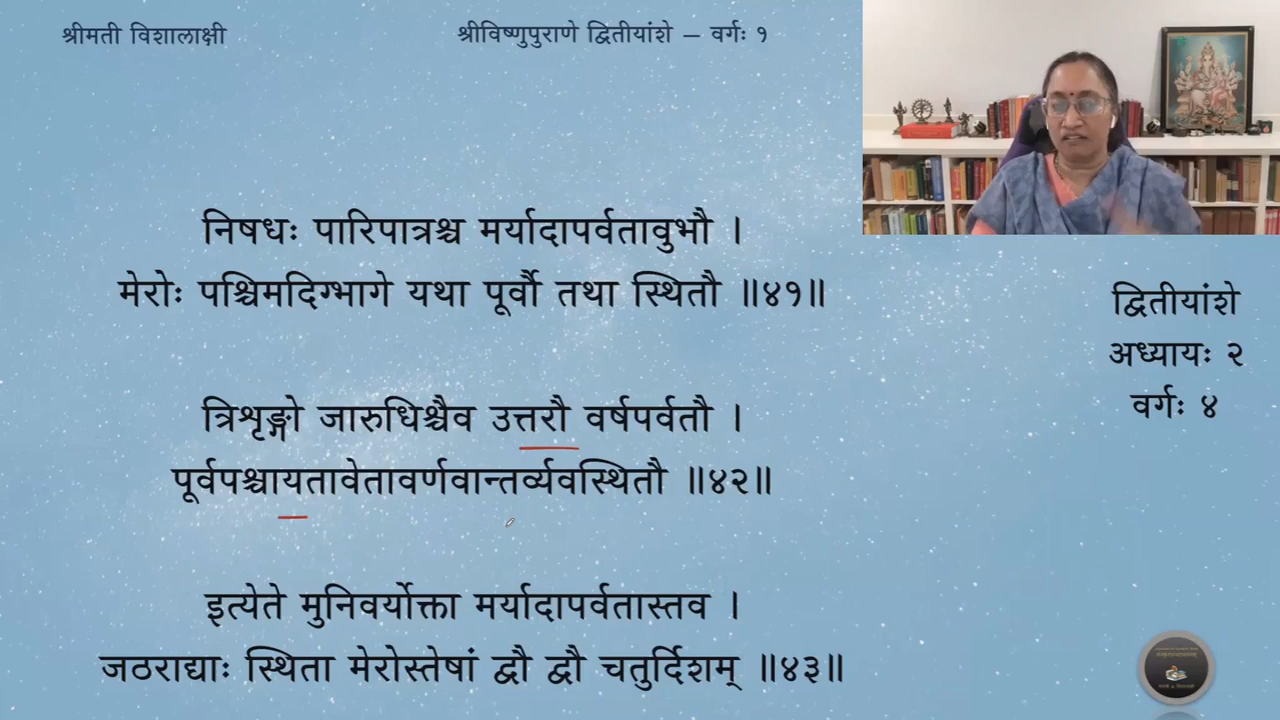 श्रीमती विशालाक्षी
श्रीविष्णुपुराणे द्वितीयांशे – वर्गः १
निषधः पारिपात्रश्च मर्यादापर्वतावुभौ ।
मेरोः पश्चिमदिग्भागे यथा पूर्वौ तथा स्थितौ ॥४१॥
त्रिशृङ्गो जारुधिश्चैव उत्तरौ वर्षपर्वतौ ।
पूर्वपश्चायतावेतावर्णवान्तर्व्यवस्थितौ ॥४२॥
इत्येते मुनिवर्योक्ता मर्यादापर्वतास्तव ।
जठराद्याः स्थिता मेरोस्तेषां द्वौ द्वौ चतुर्दिशम् ॥४३॥
द्वितीयांशे
अध्यायः २
वर्गः ४